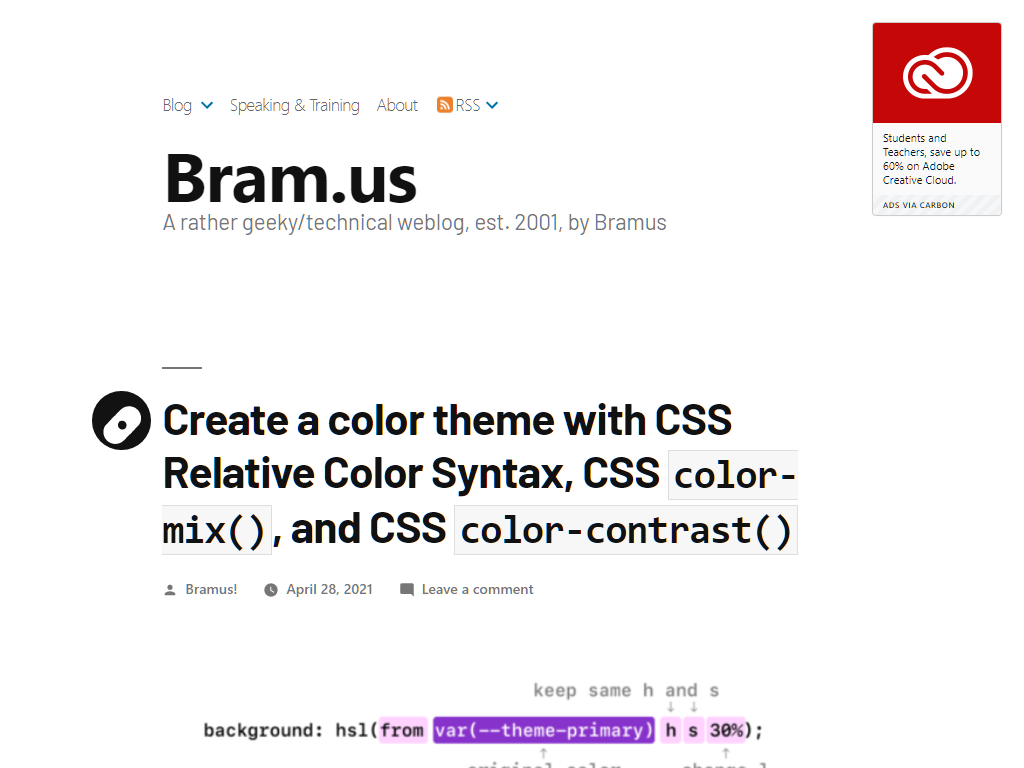 Blog
Speaking & Training
About
RSS
Bram.us
A rather geeky/technical weblog, est. 2001, by Bramus
Students and
Teachers, save up to
60% on Adobe
Creative Cloud.
ADS VIA CARBON
Create a color theme with CSS
Relative Color Syntax, CSS color-
mix(), and CSS color-contrast()
Bramus!
April 28, 2021
Leave a comment
keep same h and s
↓ ↓
background: hsl(from var(--theme-primary) h s 30%);
↑ ↑
original color change l